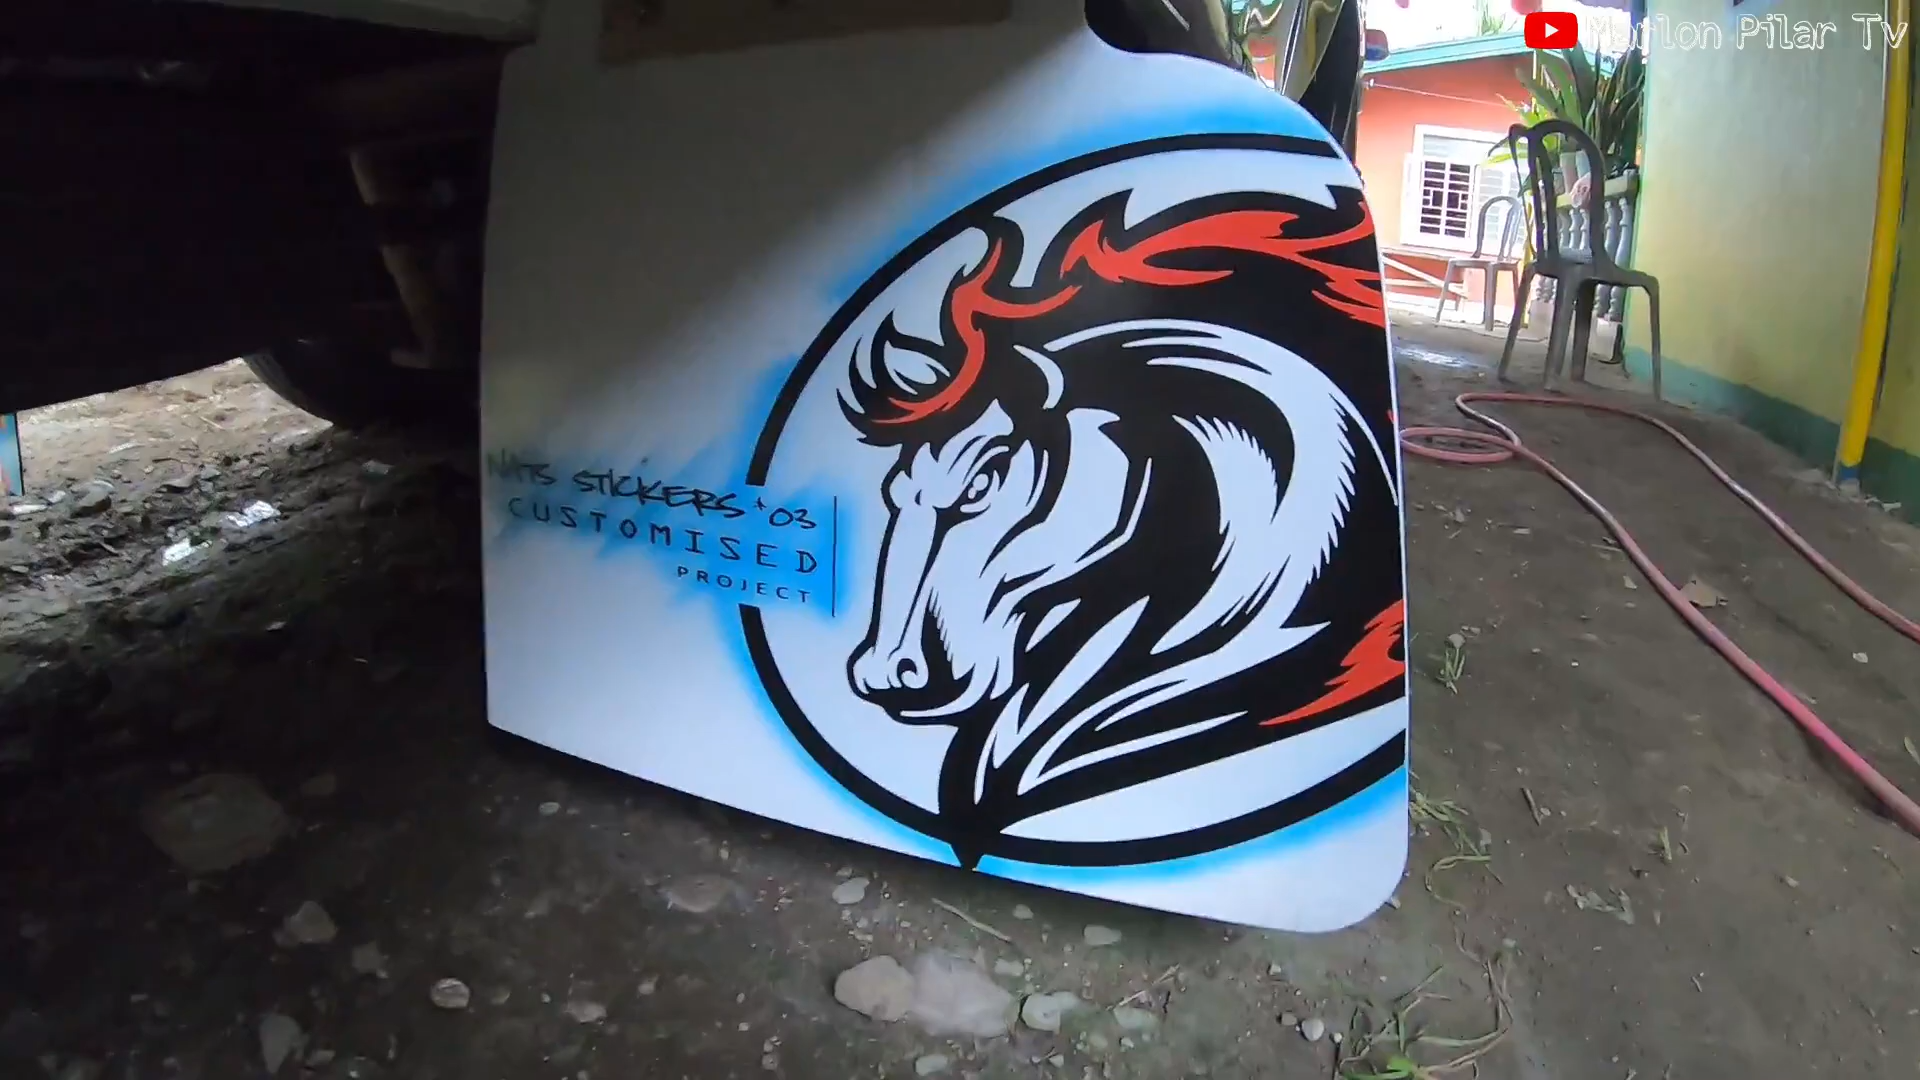 Marlon Pilar Tv
NATS STICKERS + 03
CUSTOMISED
PROJECT